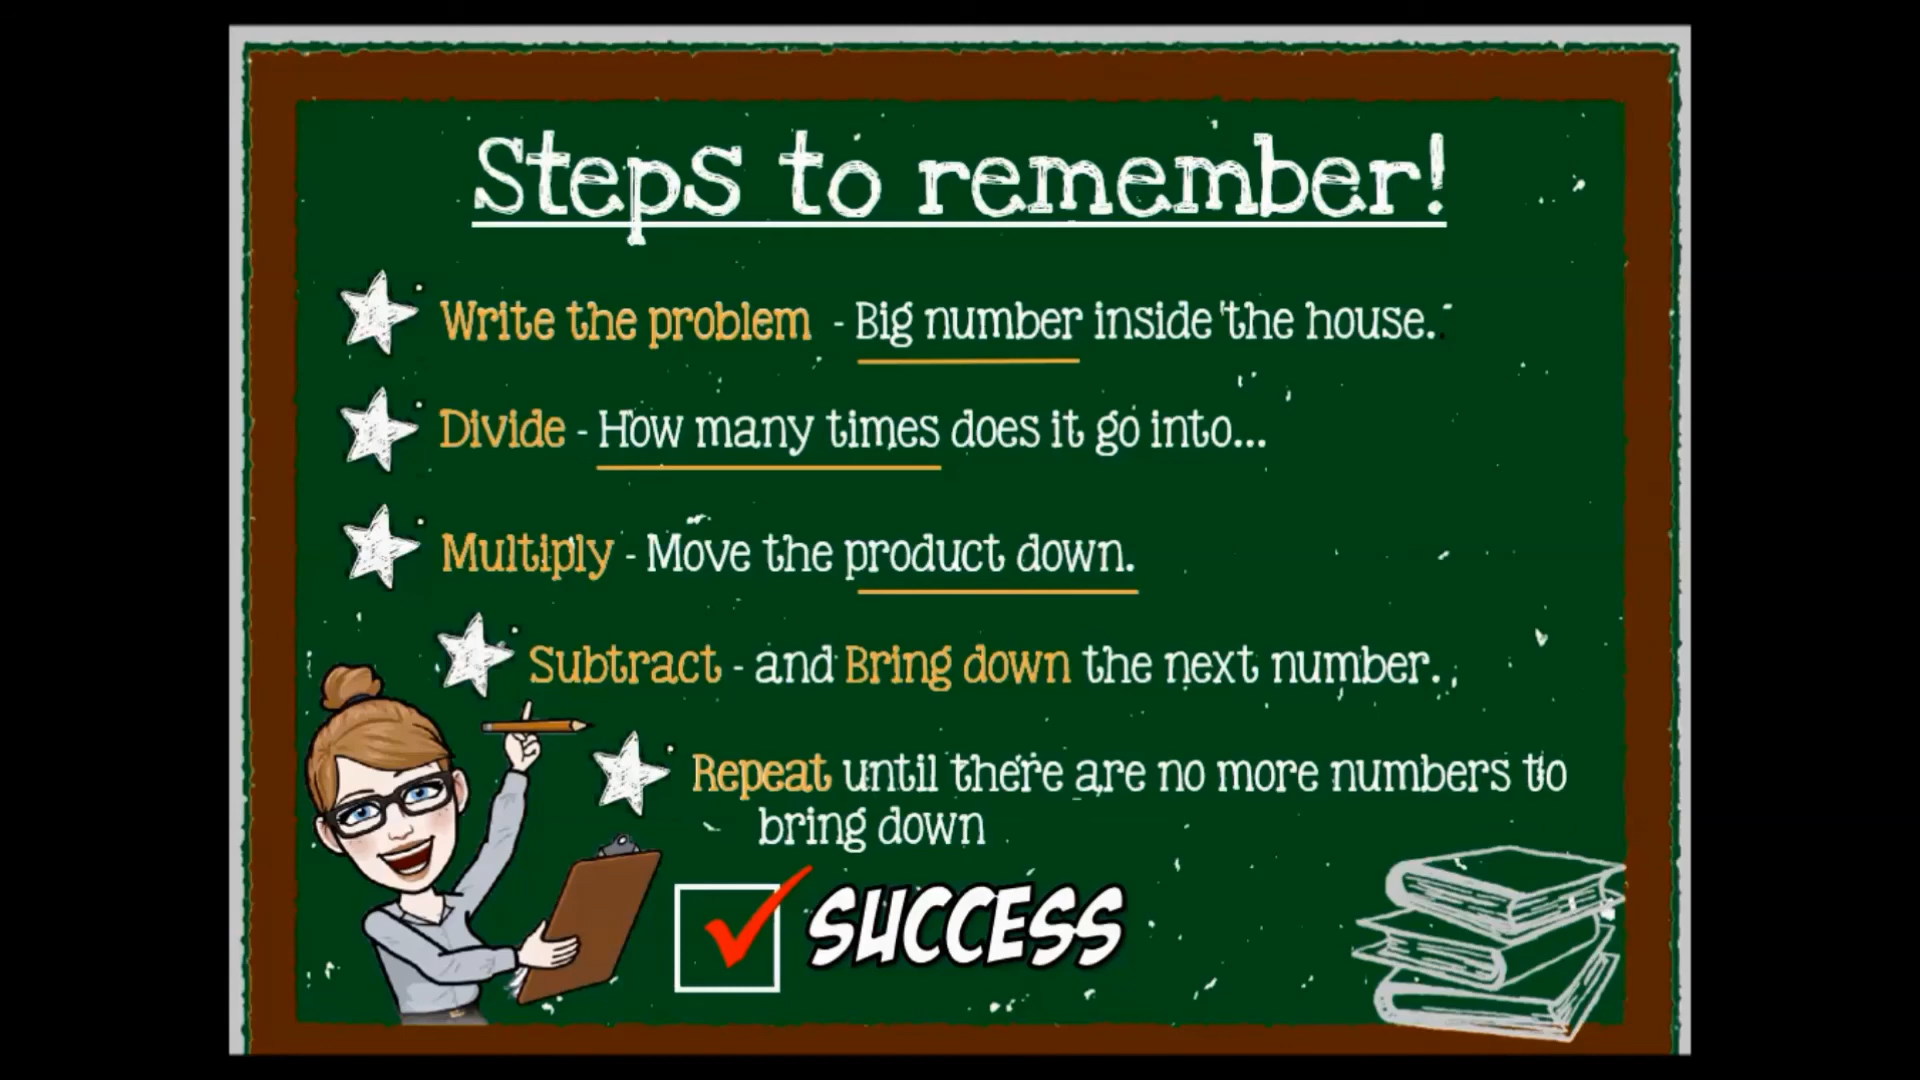 Steps to remember!
Write the problem - Big number inside the house.
Divide - How many times does it go into...
Multiply - Move the product down.
Subtract - and Bring down the next number.
Repeat until there are no more numbers to
bring down
SUCCESS